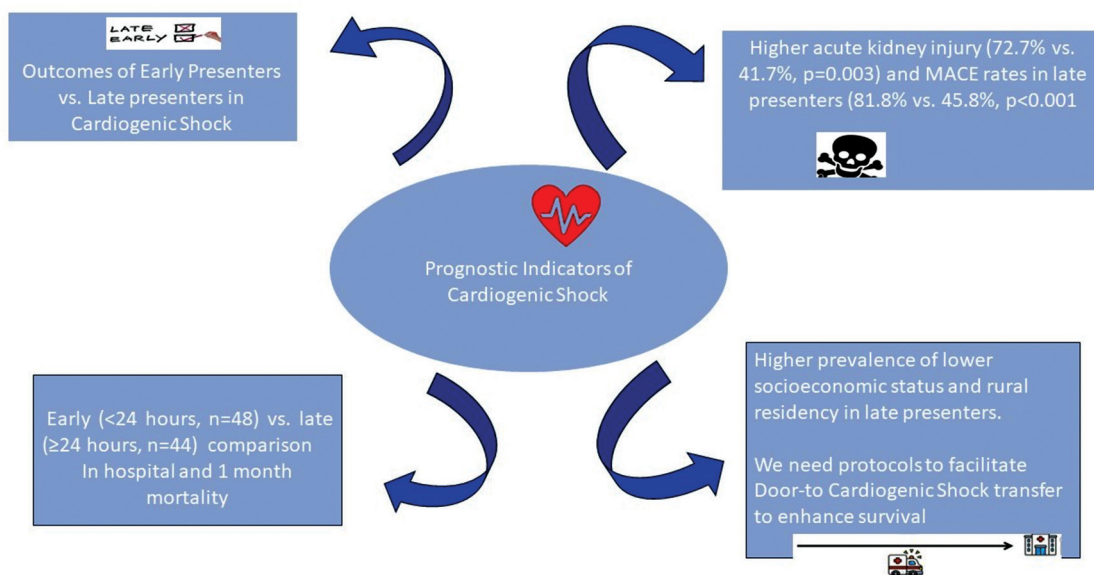 LATE
EARLY
Outcomes of Early Presenters
vs. Late presenters in
Cardiogenic Shock
Higher acute kidney injury (72.7% vs.
41.7%, p=0.003) and MACE rates in late
presenters (81.8% vs. 45.8%, p<0.001
Prognostic Indicators of
Cardiogenic Shock
Early (<24 hours, n=48) vs. late
(≥24 hours, n=44) comparison
In hospital and 1 month
mortality
Higher prevalence of lower
socioeconomic status and rural
residency in late presenters.
We need protocols to facilitate
Door-to Cardiogenic Shock transfer
to enhance survival